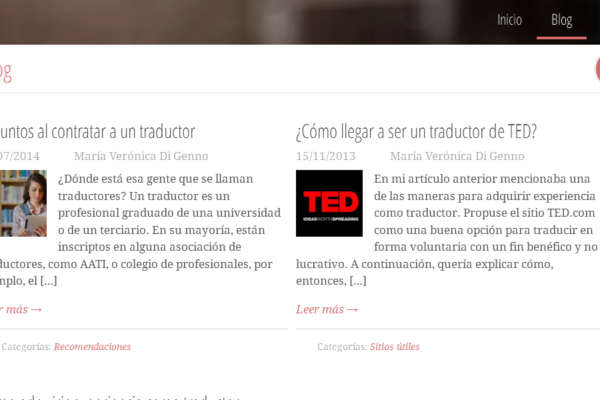 Inicio
Blog
og
untos al contratar a un traductor
07/2014
María Verónica Di Genno
¿Dónde está esa gente que se llaman
traductores? Un traductor es un
profesional graduado de una universidad
o de un terciario. En su mayoría, están
inscriptos en alguna asociación de
ductores, como AATI, o colegio de profesionales, por
mplo, el [...]
r más →
Categorías: Recomendaciones
¿Cómo llegar a ser un traductor de TED?
15/11/2013
María Verónica Di Genno
TED
IDEAS WORTH SPREADING
En mi artículo anterior mencionaba una
de las maneras para adquirir experiencia
como traductor. Propuse el sitio TED.com
como una buena opción para traducir en
forma voluntaria con un fin benéfico y no
lucrativo. A continuación, quería explicar cómo,
entonces, [...]
Leer más →
Categorías: Sitios útiles